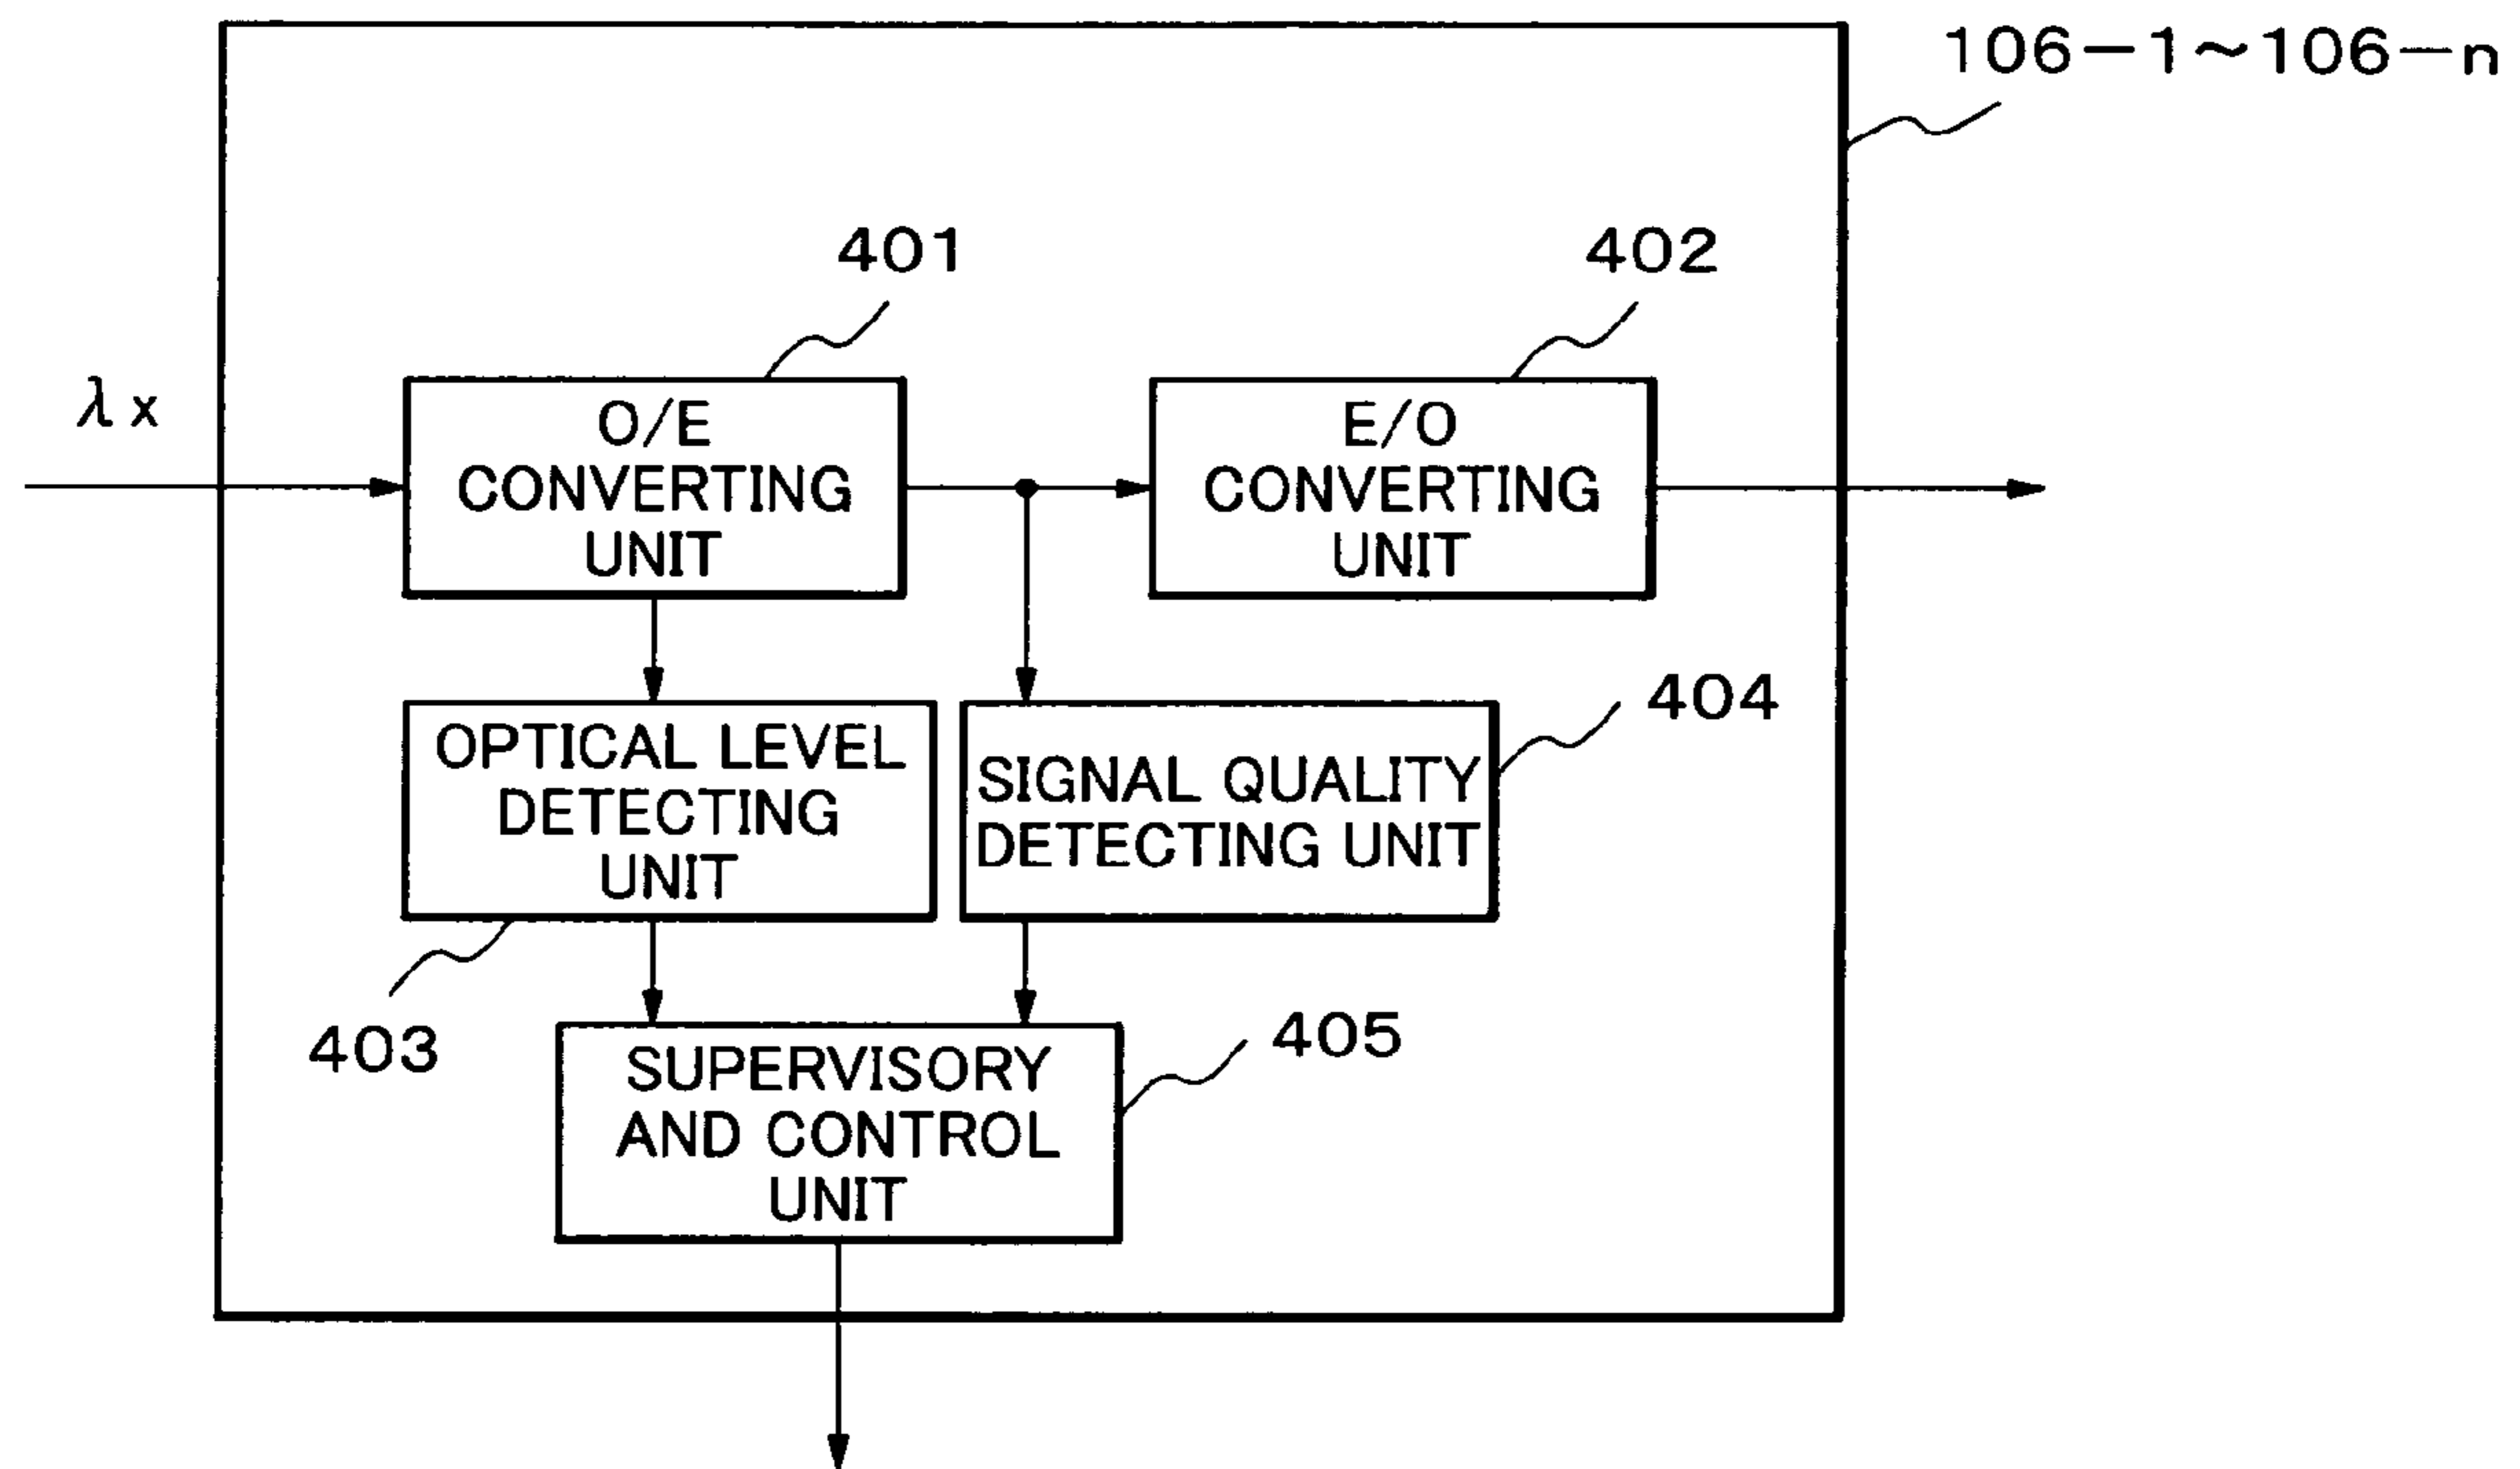 106-1~106-n
401
402
λx
O/E
CONVERTING
UNIT
E/O
CONVERTING
UNIT
404
OPTICAL LEVEL
DETECTING
UNIT
SIGNAL QUALITY
DETECTING UNIT
403
405
SUPERVISORY
AND CONTROL
UNIT